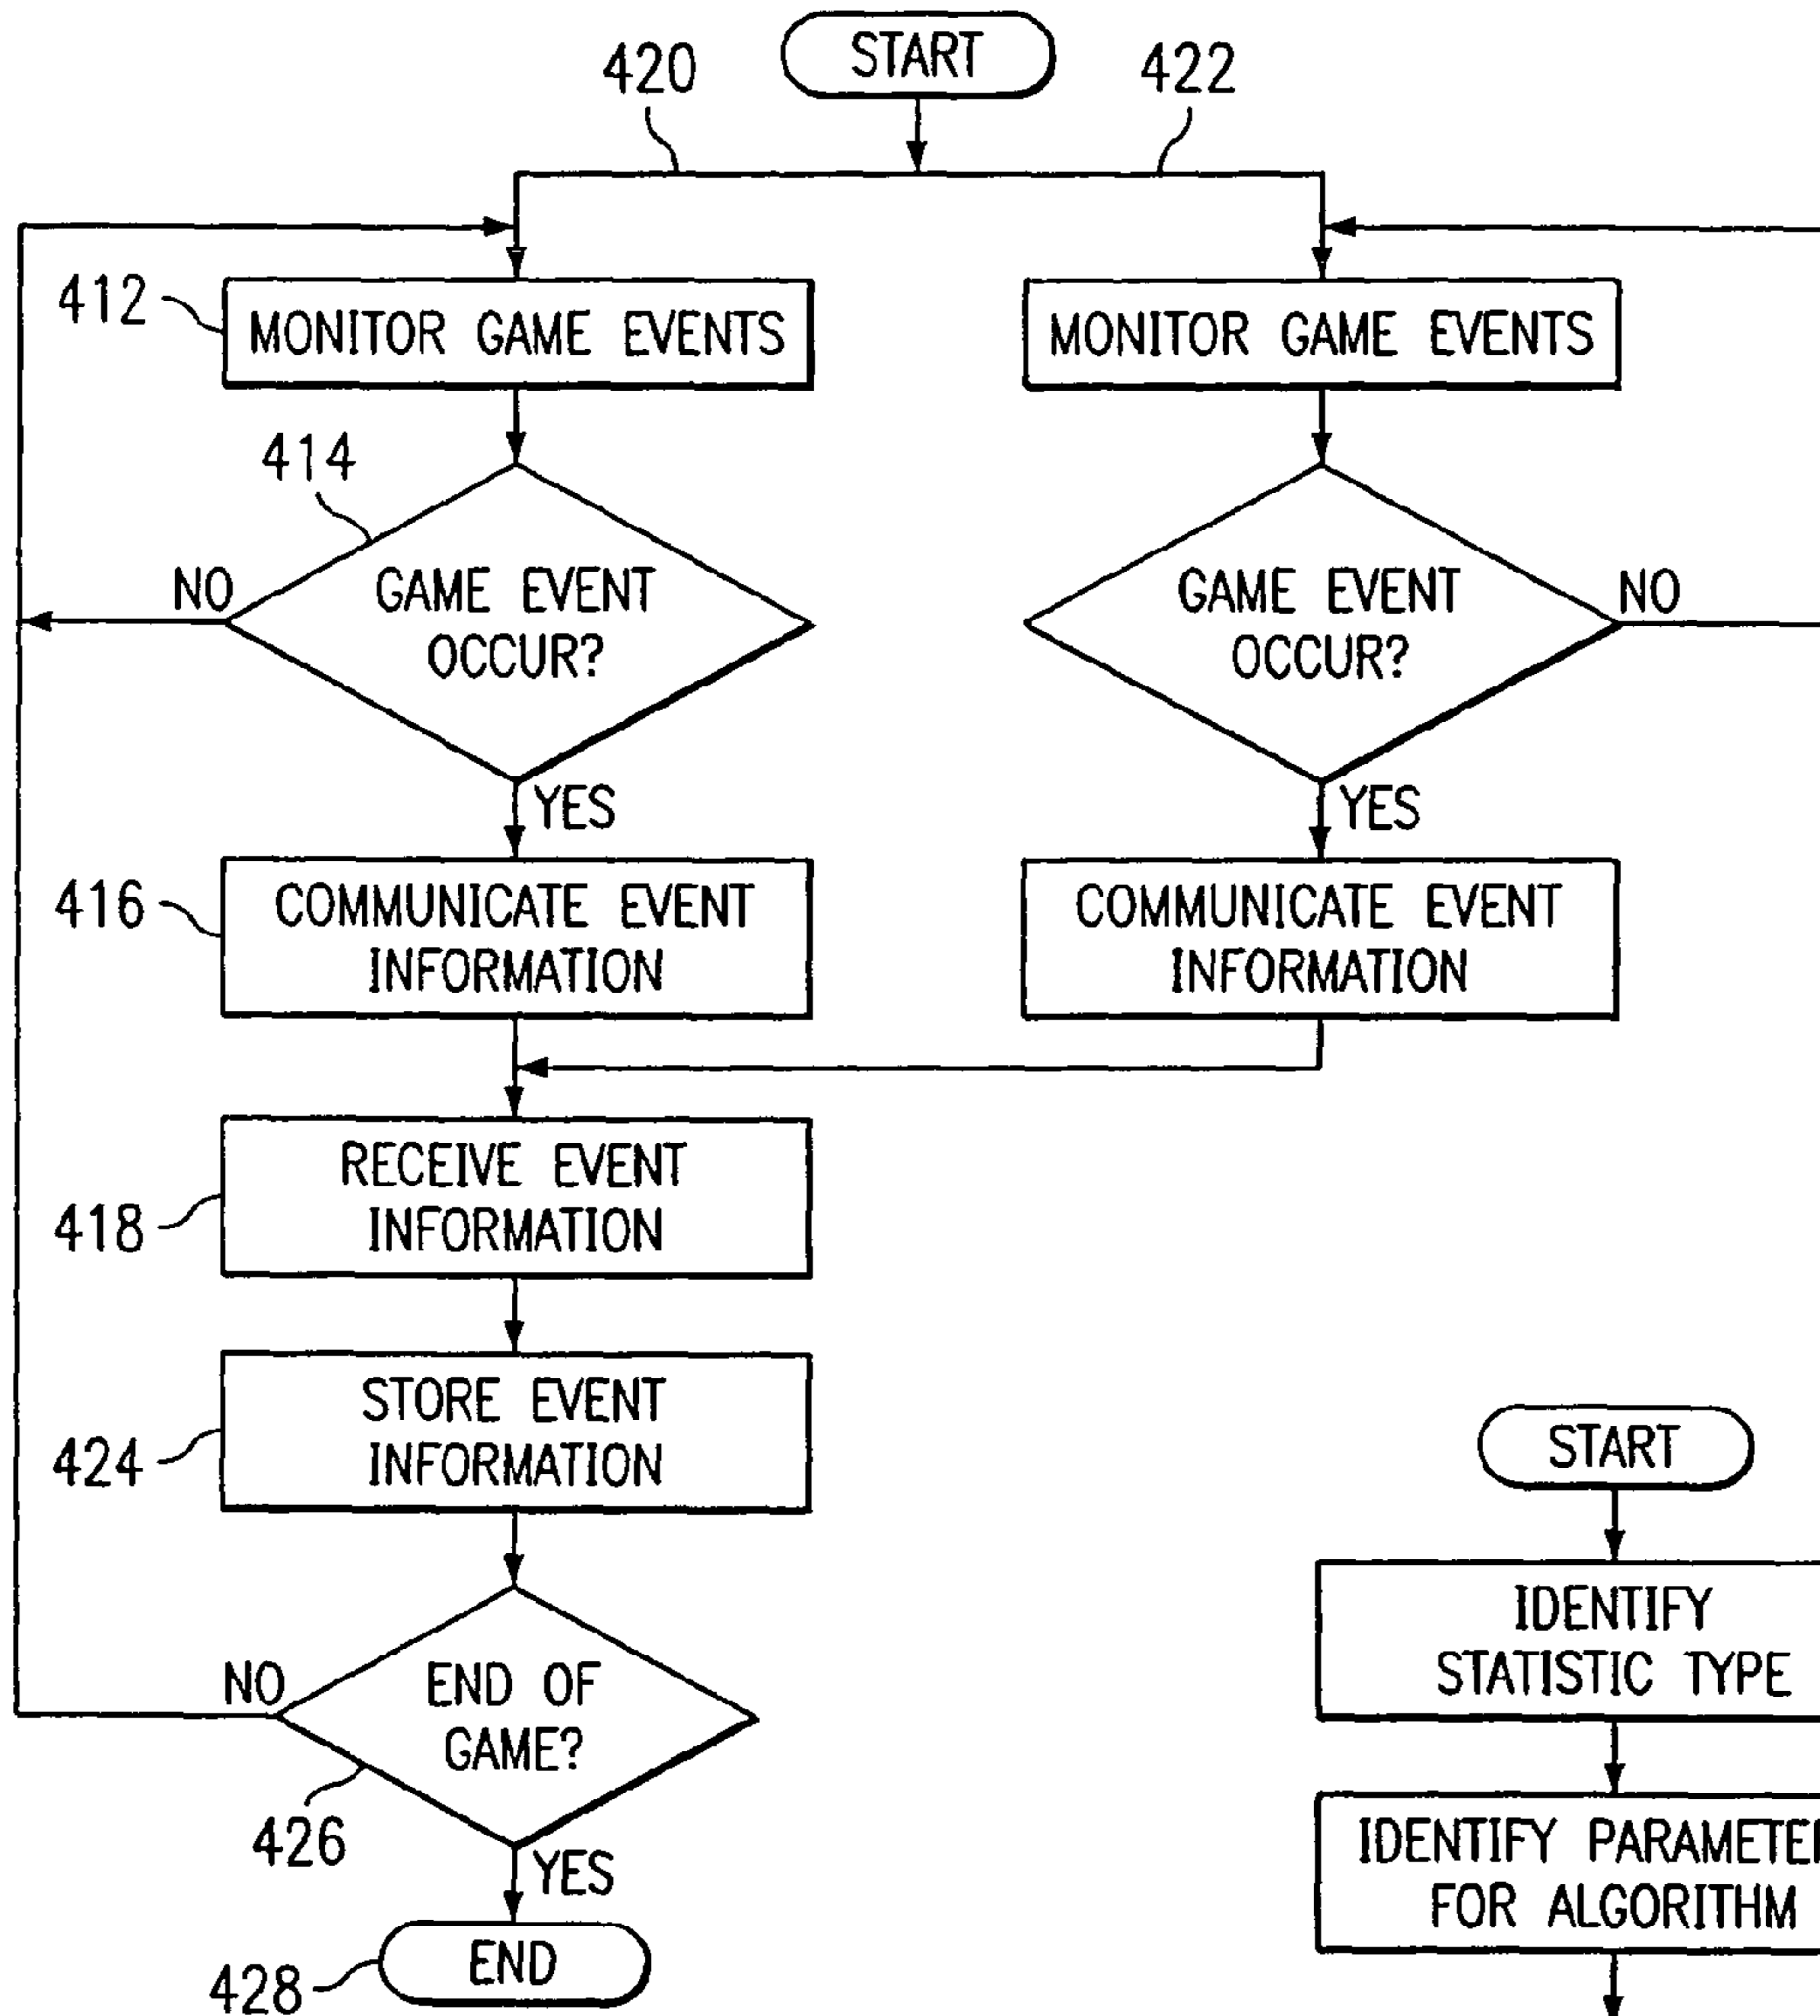 START
420
422
412
MONITOR GAME EVENTS
MONITOR GAME EVENTS
414
NO
GAME EVENT
OCCUR?
GAME EVENT
OCCUR?
NO
YES
YES
416
COMMUNICATE EVENT
INFORMATION
COMMUNICATE EVENT
INFORMATION
RECEIVE EVENT
INFORMATION
418
STORE EVENT
INFORMATION
424
START
IDENTIFY
STATISTIC TYPE
NO
END OF
GAME?
426
YES
IDENTIFY PARAMETER
FOR ALGORITHM
END
428